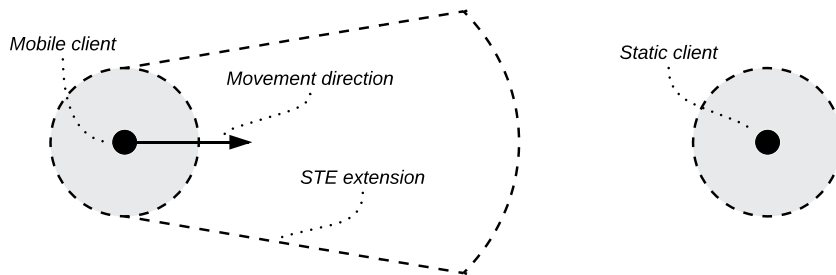 Mobile client
Movement direction
STE extension
Static client